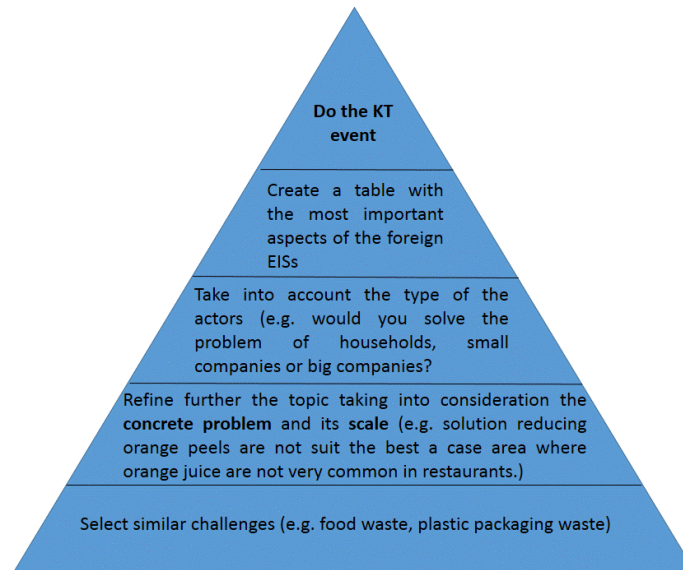 Do the KT
event
Create a table with
the most important
aspects of the foreign
EISs
Take into account the type of the
actors (e.g. would you solve the
problem of households, small
companies or big companies?
Refine further the topic taking into consideration the
concrete problem and its scale (e.g. solution reducing
orange peels are not suit the best a case area where
orange juice are not very common in restaurants.)
Select similar challenges (e.g. food waste, plastic packaging waste)